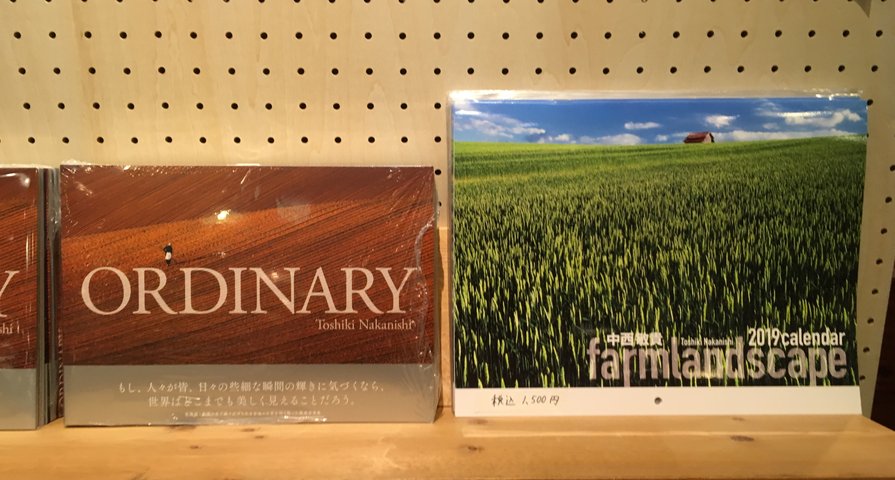 ORDINARY
Toshiki Nakanishi
もし、人々が皆、日々の些細な瞬間の輝きに気づくなら、
世界はどこまでも美しく見えることだろう。
中西敏貴 Toshiki Nakanishi 2019calendar
farmlandscape
税込 1,500円